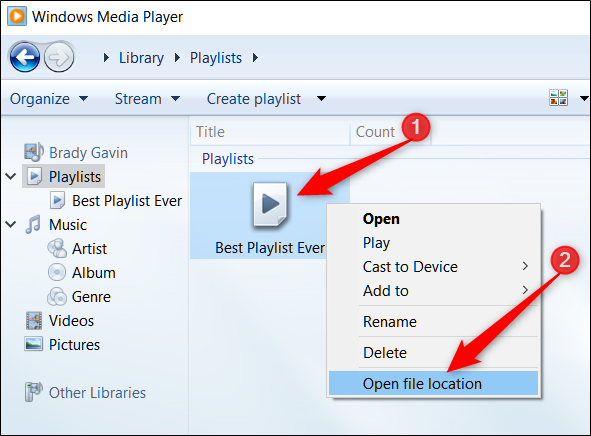 Windows Media Player
Library Playlists
Organize Stream Create playlist
Title Count
Brady Gavin
Playlists
Best Playlist Ever
Music
Artist
Album
Genre
Videos
Pictures
Other Libraries
Playlists
Best Playlist Ever
1
Open
Play
Cast to Device
Add to
Rename
Delete
Open file location
2